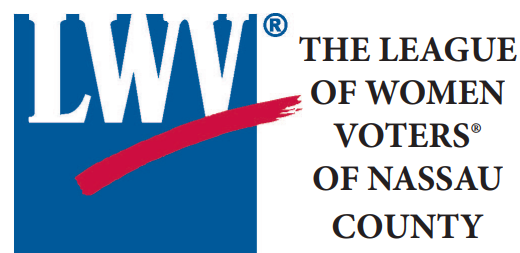 LWV®
THE LEAGUE
OF WOMEN
VOTERS®
OF NASSAU
COUNTY